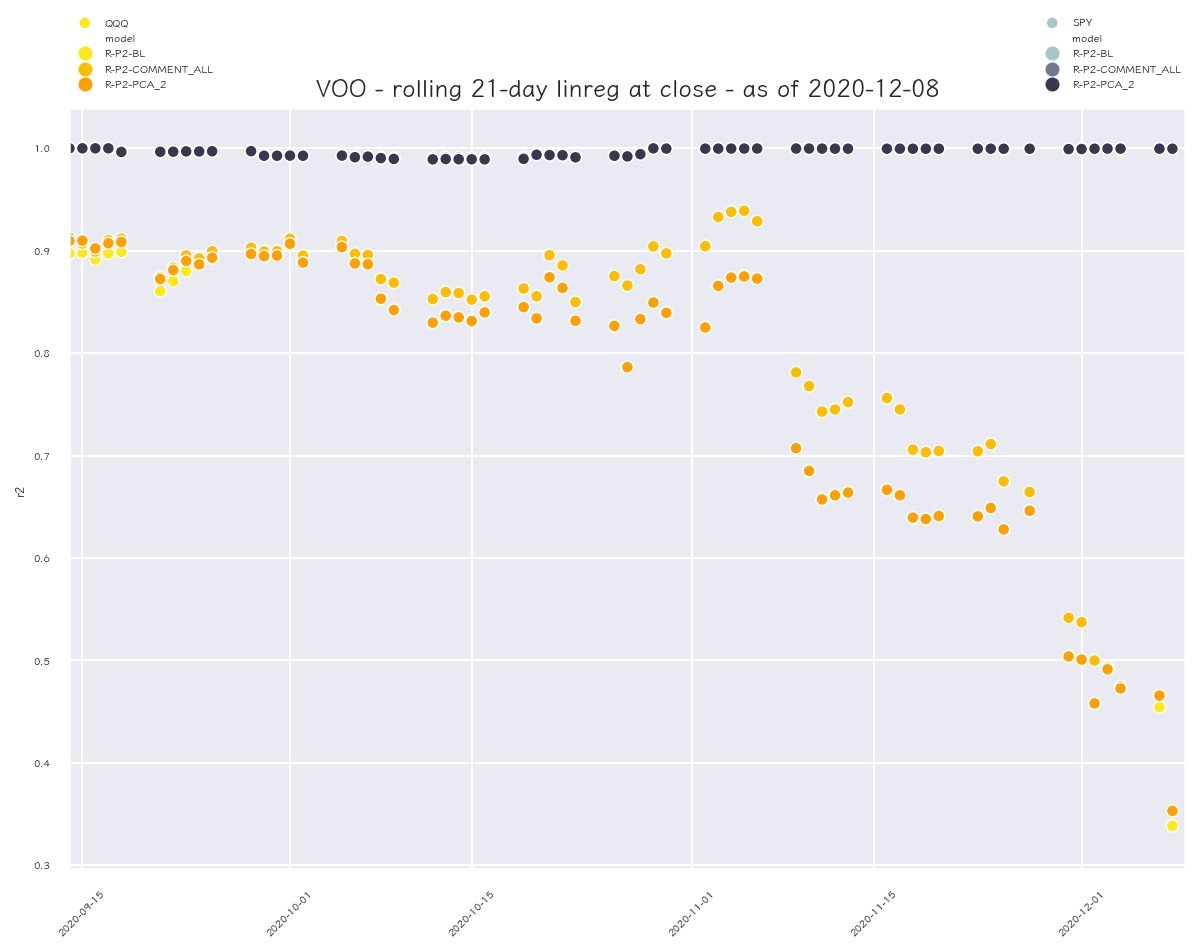 QQQ
model
R-P2-BL
R-P2-COMMENT_ALL
R-P2-PCA_2
SPY
model
R-P2-BL
R-P2-COMMENT_ALL
R-P2-PCA_2
VOO - rolling 21-day linreg at close - as of 2020-12-08
1.0
0.9
0.8
0.7
0.6
0.5
0.4
0.3
r2
2020-09-15
2020-10-01
2020-10-15
2020-11-01
2020-11-15
2020-12-01